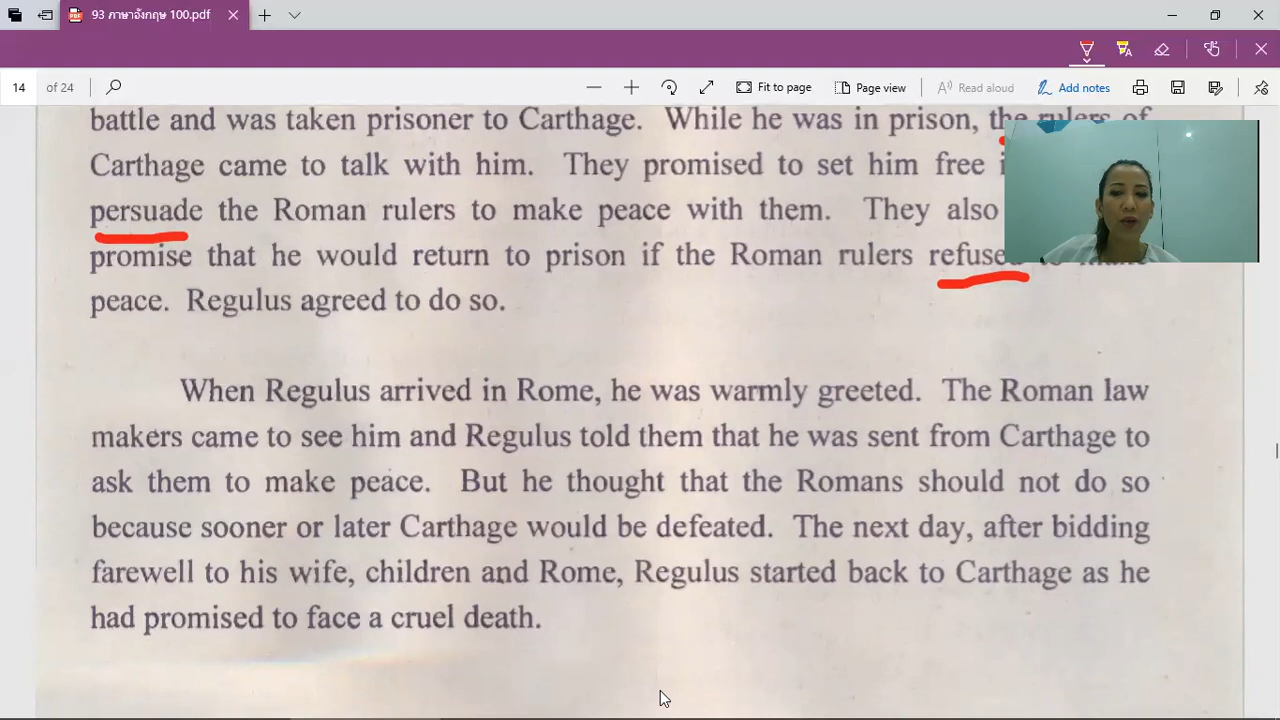 93 ภาษาอังกฤษ 100.pdf
14 of 24 Fit to page Page view Read aloud Add notes
battle and was taken prisoner to Carthage. While he was in prison, the rulers of
Carthage came to talk with him. They promised to set him free
persuade the Roman rulers to make peace with them. They also
promise that he would return to prison if the Roman rulers refused to make
peace. Regulus agreed to do so.
When Regulus arrived in Rome, he was warmly greeted. The Roman law
makers came to see him and Regulus told them that he was sent from Carthage to
ask them to make peace. But he thought that the Romans should not do so
because sooner or later Carthage would be defeated. The next day, after bidding
farewell to his wife, children and Rome, Regulus started back to Carthage as he
had promised to face a cruel death.